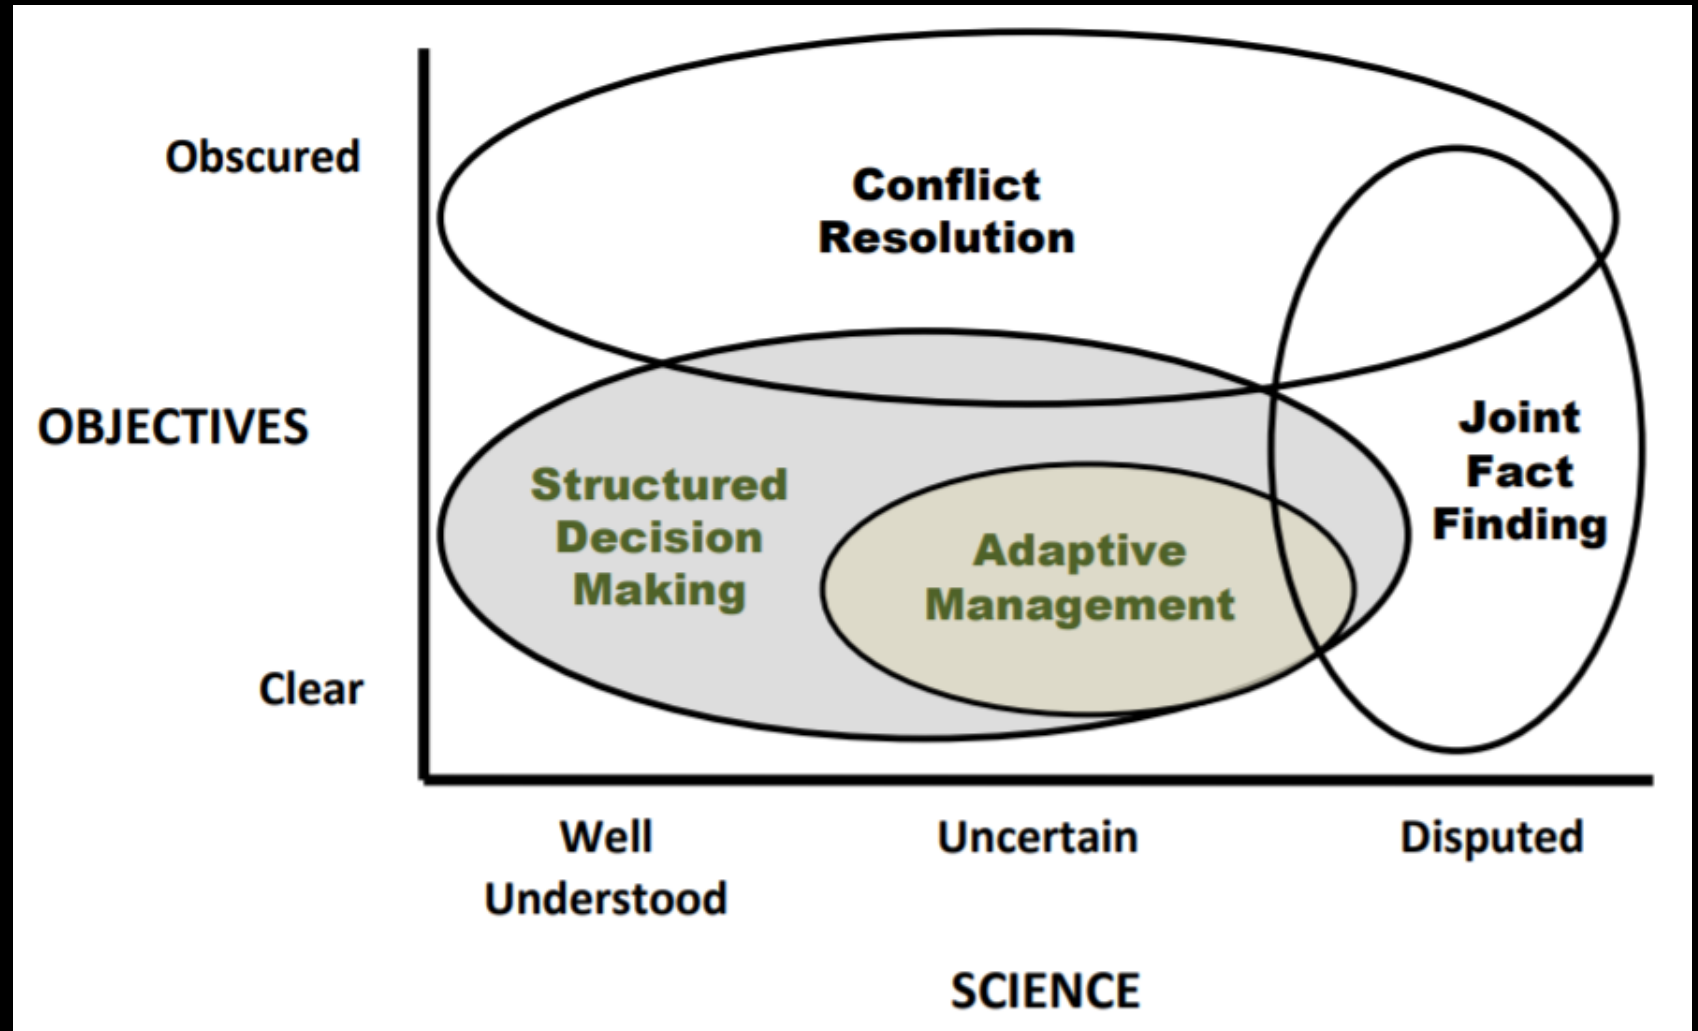 Obscured
Conflict
Resolution
OBJECTIVES
Joint
Fact
Finding
Structured
Decision
Making
Adaptive
Management
Clear
Well
Understood
Uncertain
Disputed
SCIENCE